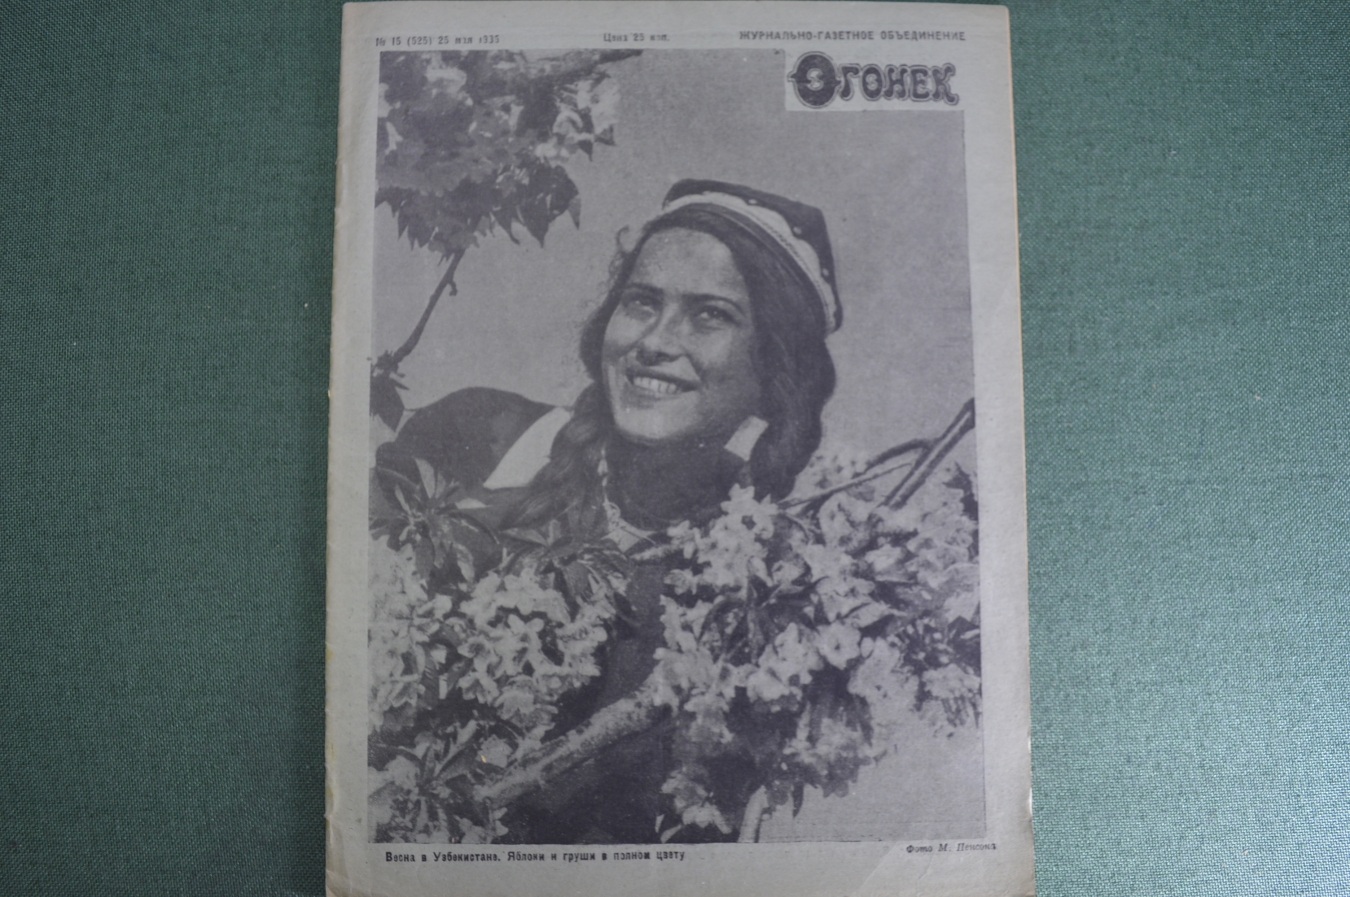 № 15 (525) 25 мая 1935
Цена 25 коп.
ЖУРНАЛЬНО-ГАЗЕТНОЕ ОБЪЕДИНЕНИЕ
ОГОНЕК
Весна в Узбекистане. Яблони и груши в полном цвету
Фото М. Пенсона